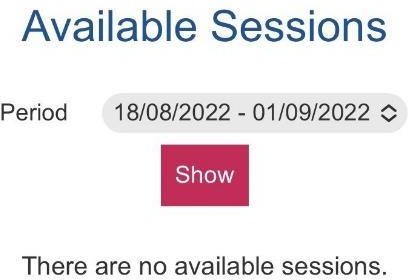 Available Sessions
Period 18/08/2022 - 01/09/2022
Show
There are no available sessions.